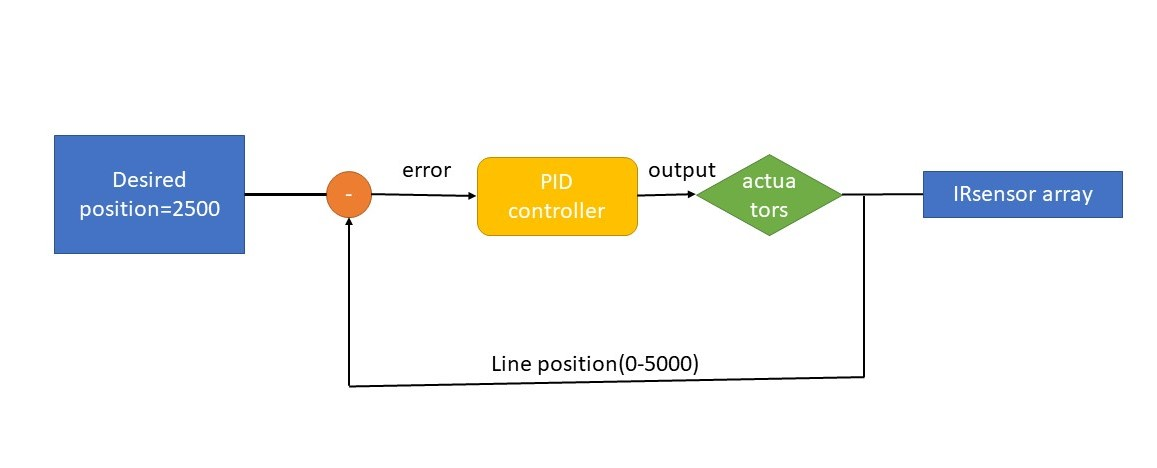 Desired
position=2500
-
error
PID
controller
output
actua
tors
IRsensor array
Line position(0-5000)